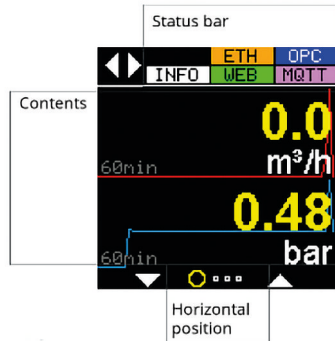 Status bar
ETH OPC
INFO WEB MQTT
Contents
0.0
60min m³/h
0.48
60min bar
Horizontal
position